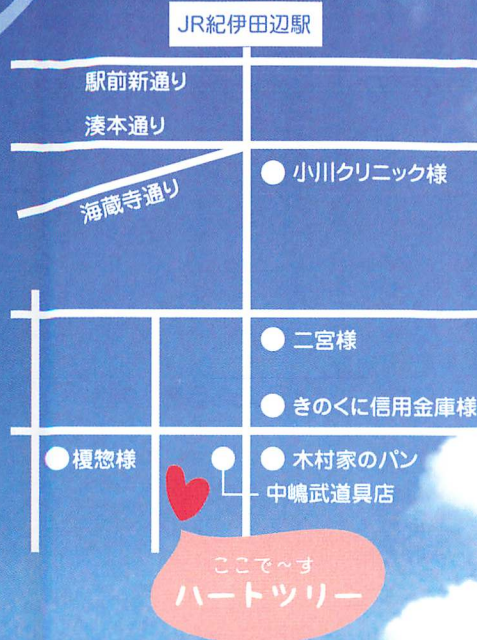 JR紀伊田辺駅
駅前新通り
湊本通り
海蔵寺通り
小川クリニック様
二宮様
きのくに信用金庫様
榎惣様
木村家のパン
中嶋武道具店
ここで～す
ハートツリー